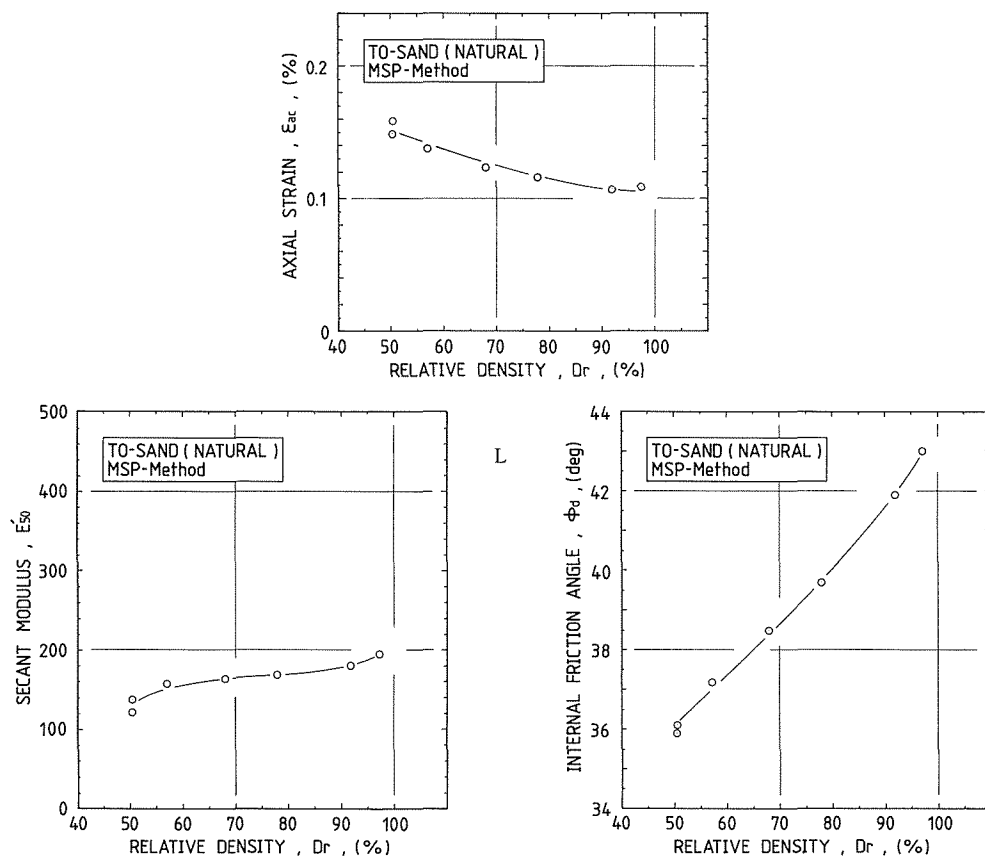 TO-SAND (NATURAL)
MSP-Method
0.2
0.1
0
AXIAL STRAIN , εac , (%)
40 50 60 70 80 90 100
RELATIVE DENSITY , Dr , (%)
TO-SAND (NATURAL)
MSP-Method
500
400
300
200
100
0
SECANT MODULUS , E'50
40 50 60 70 80 90 100
RELATIVE DENSITY , Dr , (%)
L
TO-SAND (NATURAL)
MSP-Method
44
42
40
38
36
34
INTERNAL FRICTION ANGLE , Φd , (deg)
40 50 60 70 80 90 100
RELATIVE DENSITY , Dr , (%)